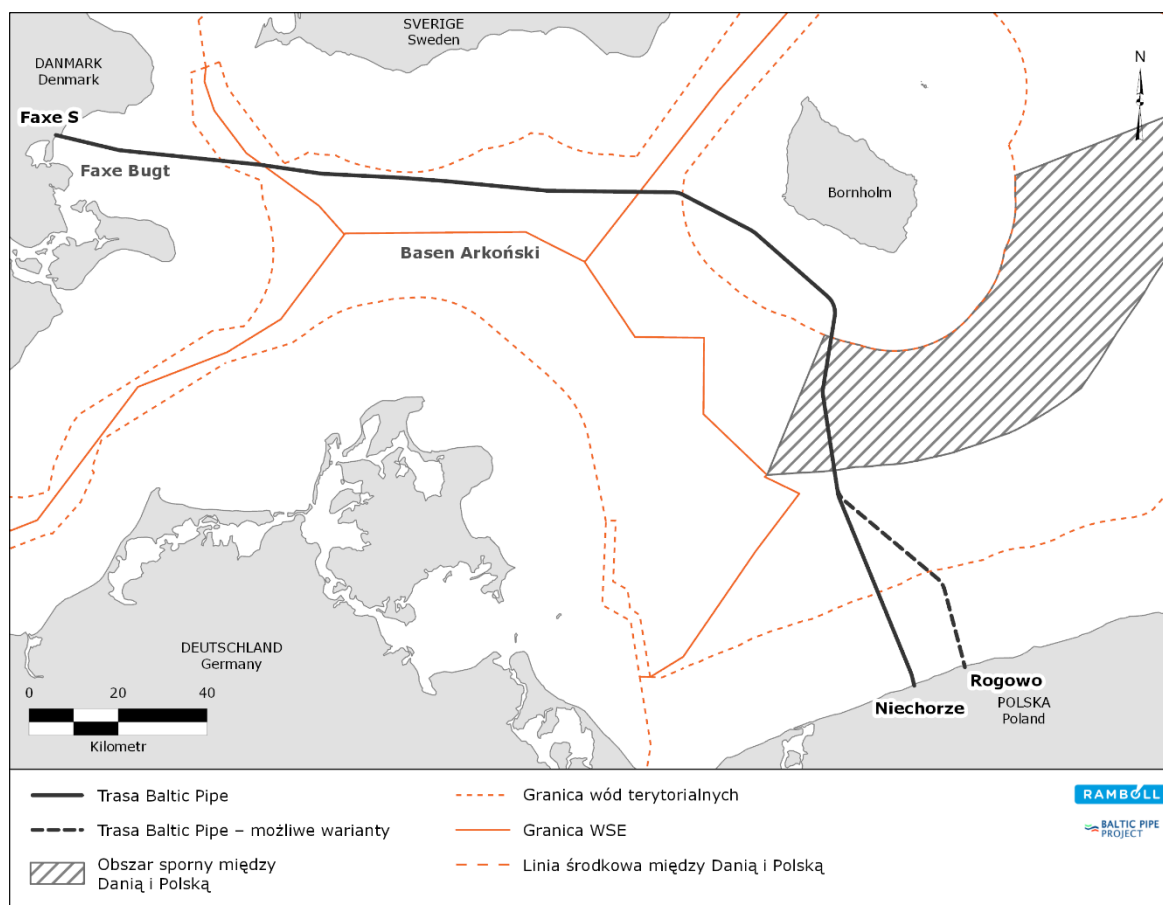 SVERIGE
Sweden
DANMARK
Denmark
N
Faxe S
Faxe Bugt
Bornholm
Basen Arkoński
DEUTSCHLAND
Germany
0 20 40
Kilometr
Rogowo
Niechorze
POLSKA
Poland
Trasa Baltic Pipe
Trasa Baltic Pipe – możliwe warianty
Obszar sporny między
Danią i Polską
Granica wód terytorialnych
Granica WSE
Linia środkowa między Danią i Polską
RAMBOLL
BALTIC PIPE
PROJECT